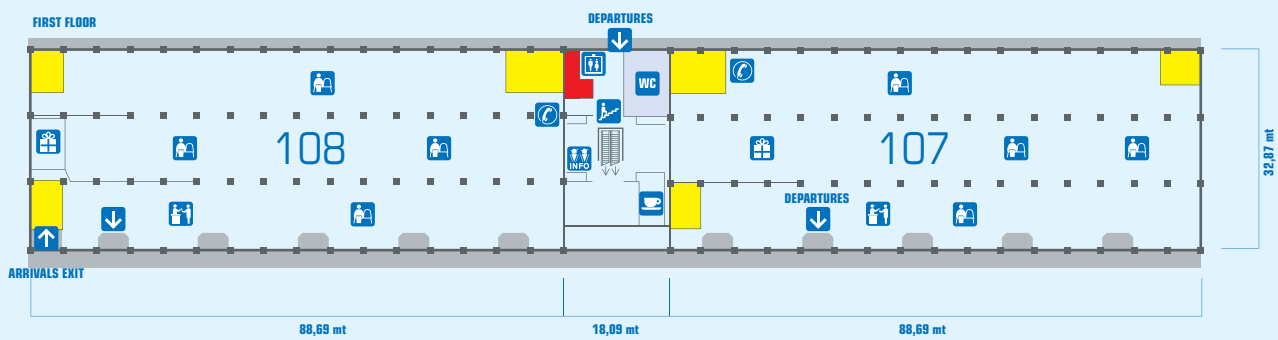 FIRST FLOOR
DEPARTURES
WC
108
107
INFO
DEPARTURES
ARRIVALS EXIT
32,87 mt
88,69 mt
18,09 mt
88,69 mt